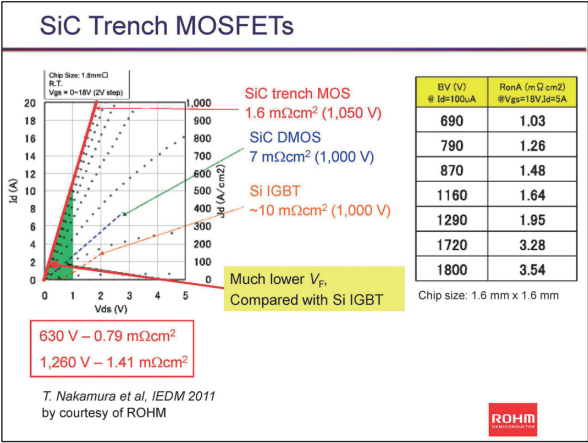 SiC Trench MOSFETs
Chip Size: 1.8mm□
R.T.
Vgs = 0~18V (2V step)
20
18
16
14
12
10
8
6
4
2
0
Id (A)
1,000
900
800
700
600
500
400
300
200
100
0
Jd (A/cm2)
0 1 2 3 4 5
Vds (V)
SiC trench MOS
1.6 mΩcm² (1,050 V)
SiC DMOS
7 mΩcm² (1,000 V)
Si IGBT
~10 mΩcm² (1,000 V)
Much lower VF,
Compared with Si IGBT
BV (V) RonA (mΩcm2)
@ Id=100uA @Vgs=18V,Id=5A
690 1.03
790 1.26
870 1.48
1160 1.64
1290 1.95
1720 3.28
1800 3.54
Chip size: 1.6 mm x 1.6 mm
630 V – 0.79 mΩcm²
1,260 V – 1.41 mΩcm²
T. Nakamura et al, IEDM 2011
by courtesy of ROHM
ROHM
SEMICONDUCTOR